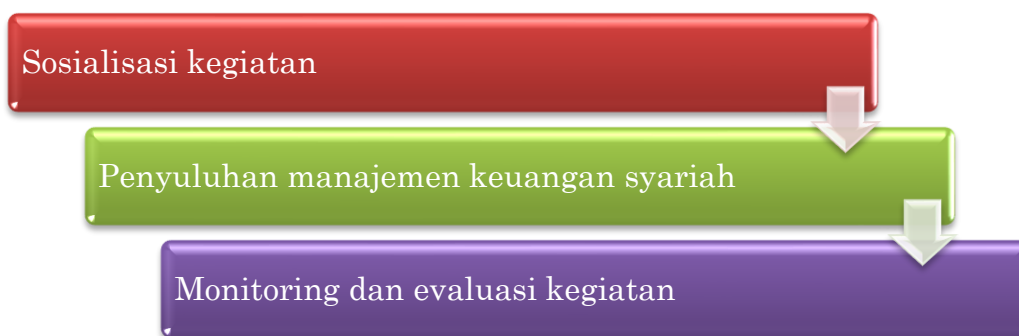 Sosialisasi kegiatan
Penyuluhan manajemen keuangan syariah
Monitoring dan evaluasi kegiatan